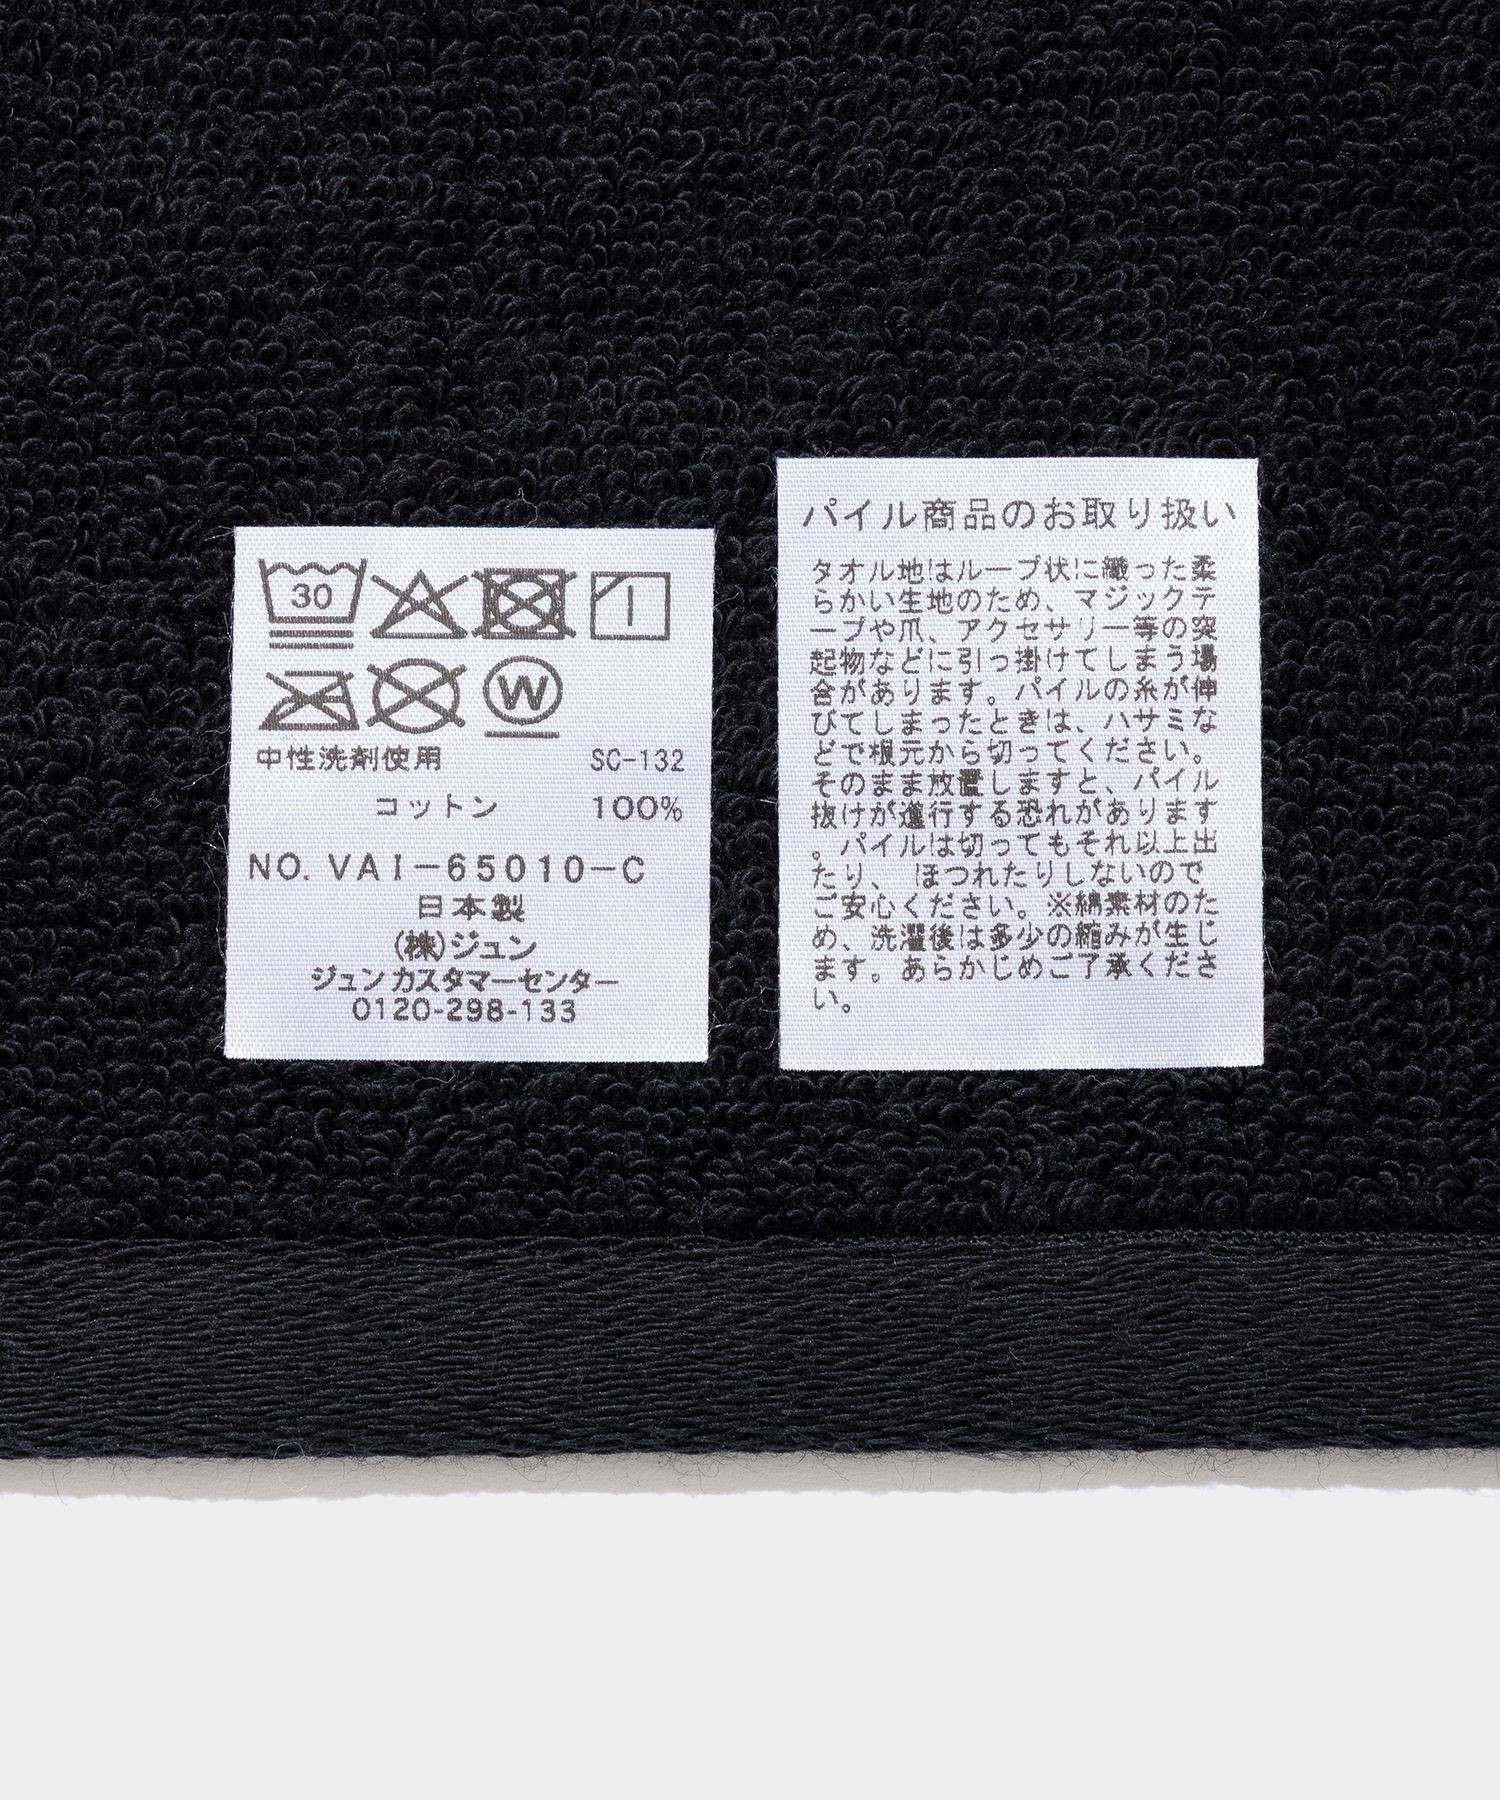 30
W
中性洗剤使用 SC-132
コットン 100%
NO. VAI-65010-C
日本製
(株)ジュン
ジュン カスタマーセンター
0120-298-133
パイル商品のお取り扱い
タオル地はループ状に織った柔
らかい生地のため、マジックテ
ープや爪、アクセサリー等の突
起物などに引っ掛けてしまう場
合があります。パイルの糸が伸
びてしまったときは、ハサミな
どで根元から切ってください。
そのまま放置しますと、パイル
抜けが進行する恐れがあります
。パイルは切ってもそれ以上出
たり、 ほつれたりしないので
ご安心ください。※綿素材のた
め、洗濯後は多少の縮みが生じ
ます。あらかじめご了承くださ
い。